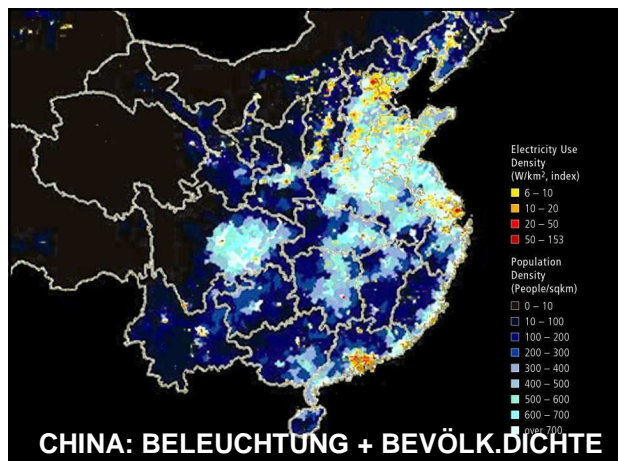 Electricity Use
Density
(W/km², index)
6 – 10
10 – 20
20 – 50
50 – 153
Population
Density
(People/sqkm)
0 – 10
10 – 100
100 – 200
200 – 300
300 – 400
400 – 500
500 – 600
600 – 700
over 700
CHINA: BELEUCHTUNG + BEVÖLK.DICHTE